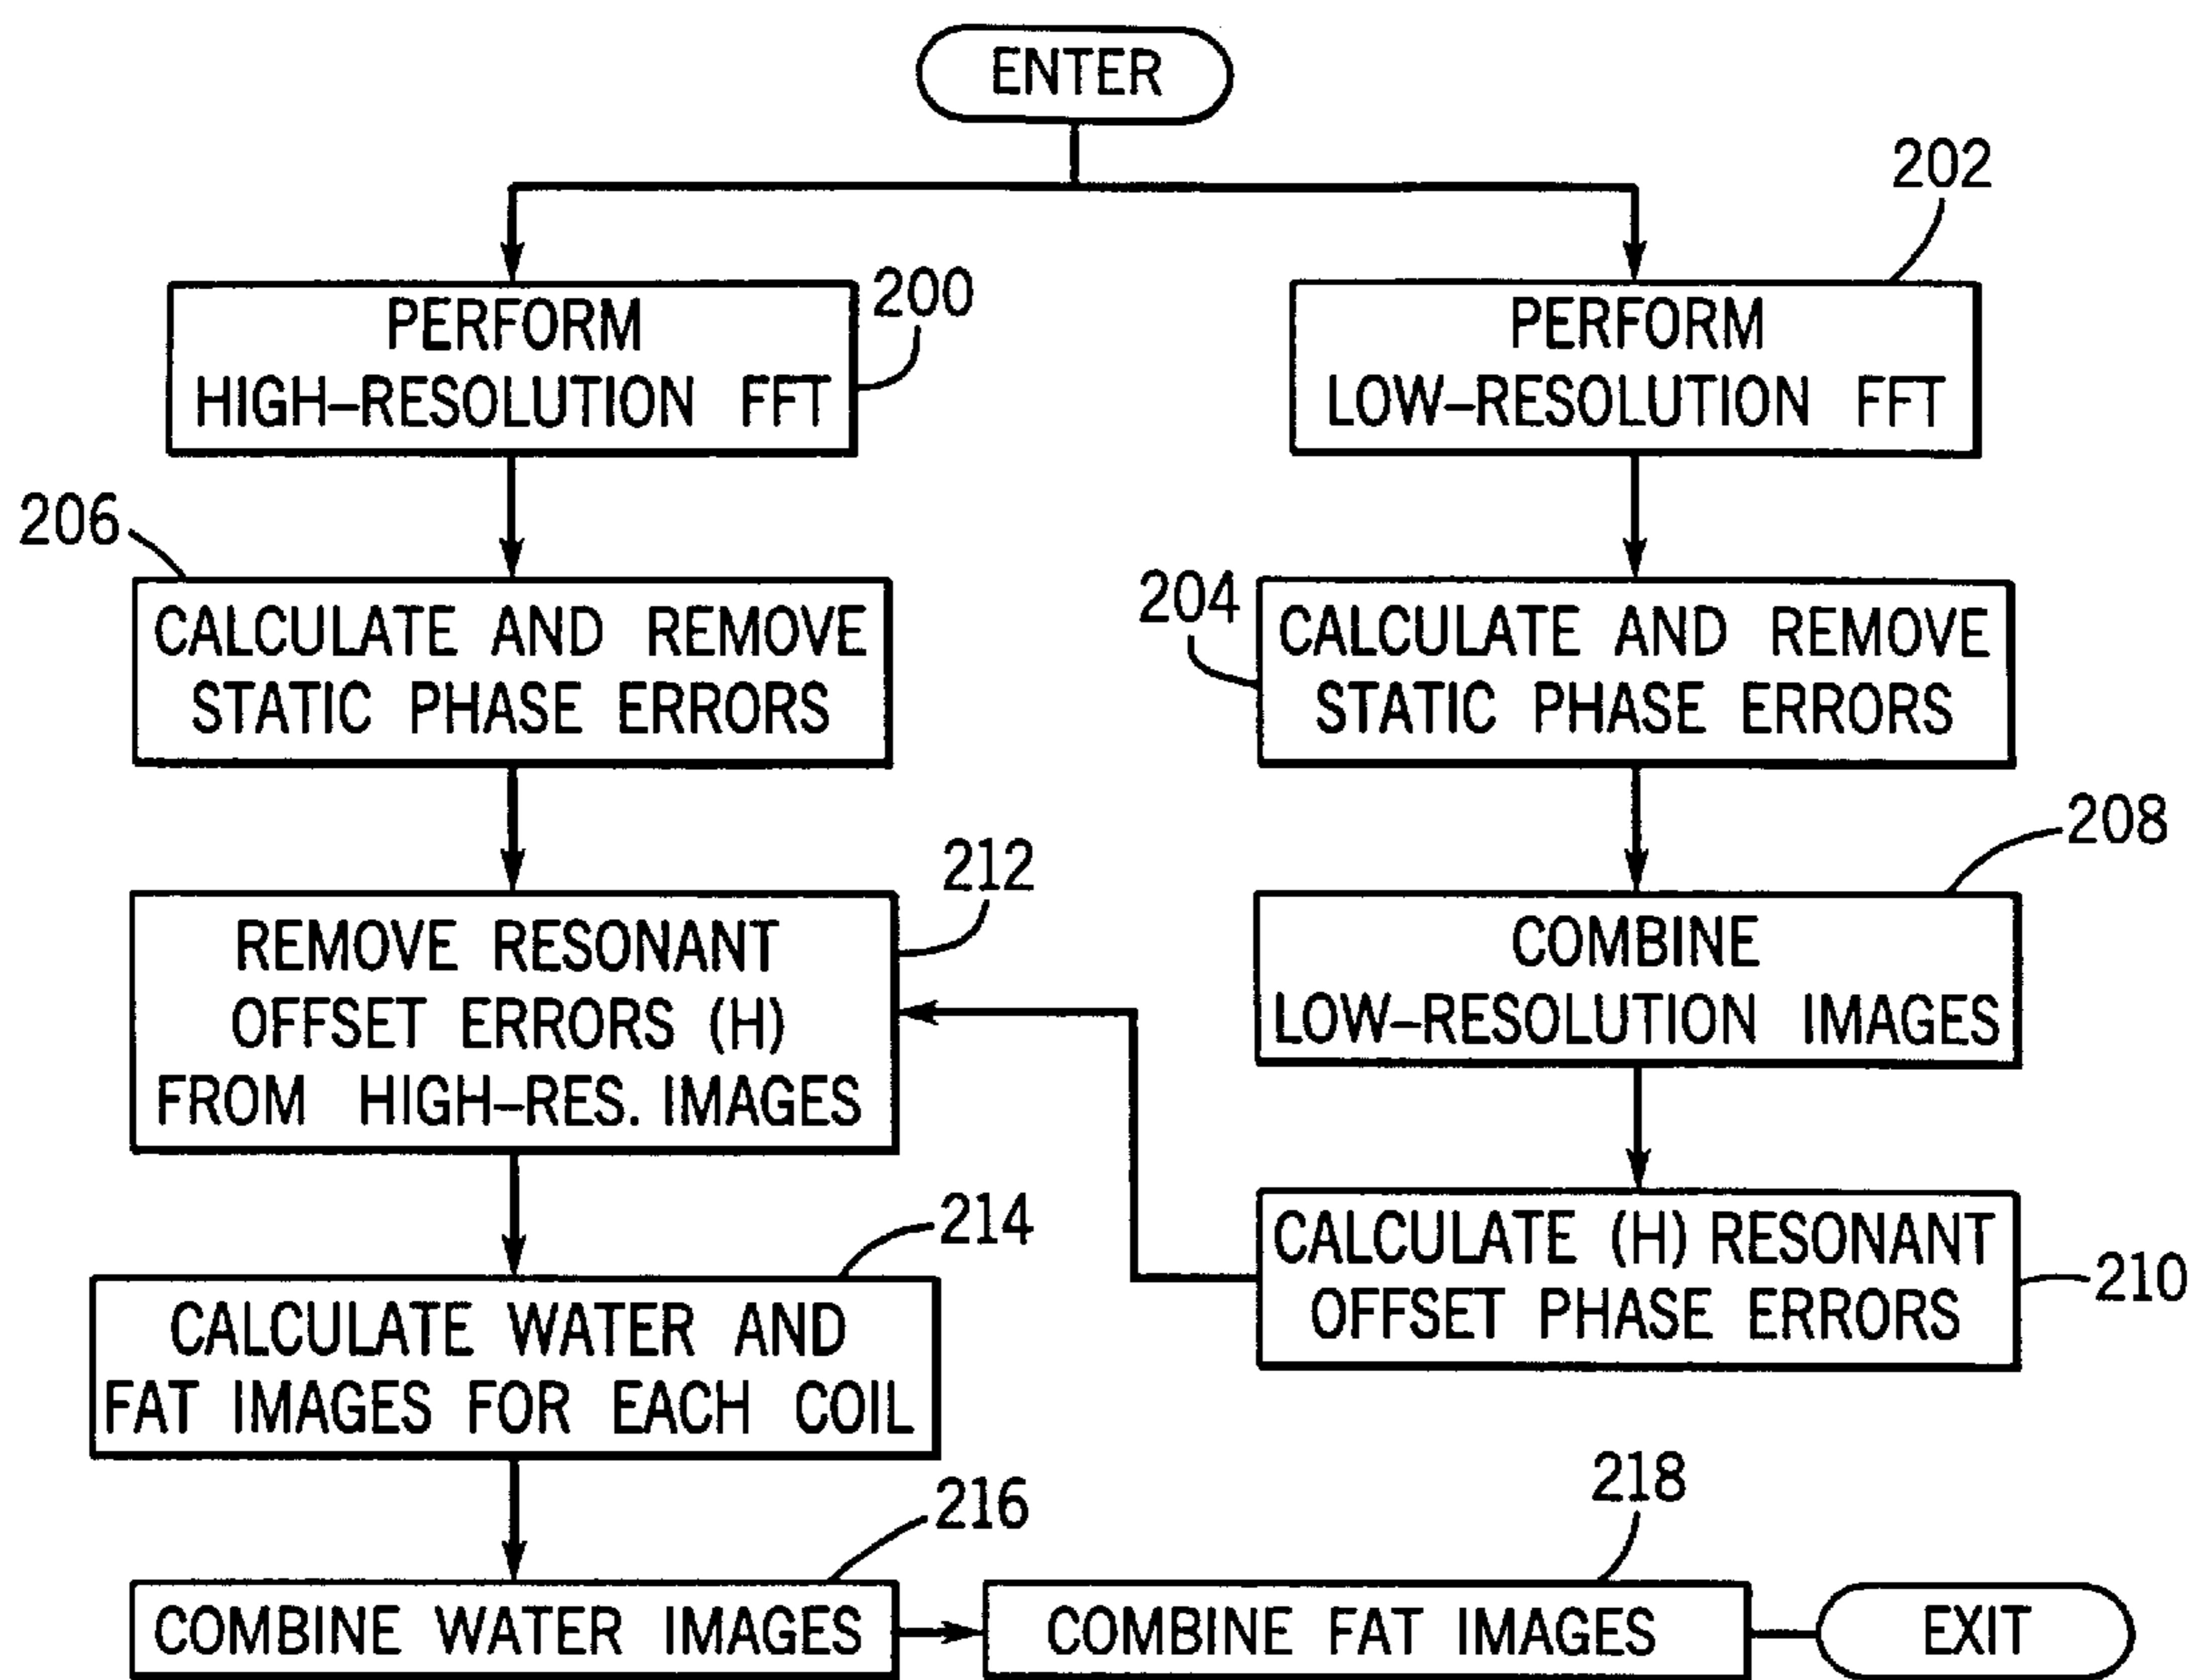 ENTER
202
200
PERFORM
HIGH–RESOLUTION FFT
PERFORM
LOW–RESOLUTION FFT
206
CALCULATE AND REMOVE
STATIC PHASE ERRORS
204
CALCULATE AND REMOVE
STATIC PHASE ERRORS
212
REMOVE RESONANT
OFFSET ERRORS (H)
FROM HIGH–RES. IMAGES
208
COMBINE
LOW–RESOLUTION IMAGES
214
CALCULATE WATER AND
FAT IMAGES FOR EACH COIL
CALCULATE (H) RESONANT
OFFSET PHASE ERRORS
210
216
COMBINE WATER IMAGES
218
COMBINE FAT IMAGES
EXIT